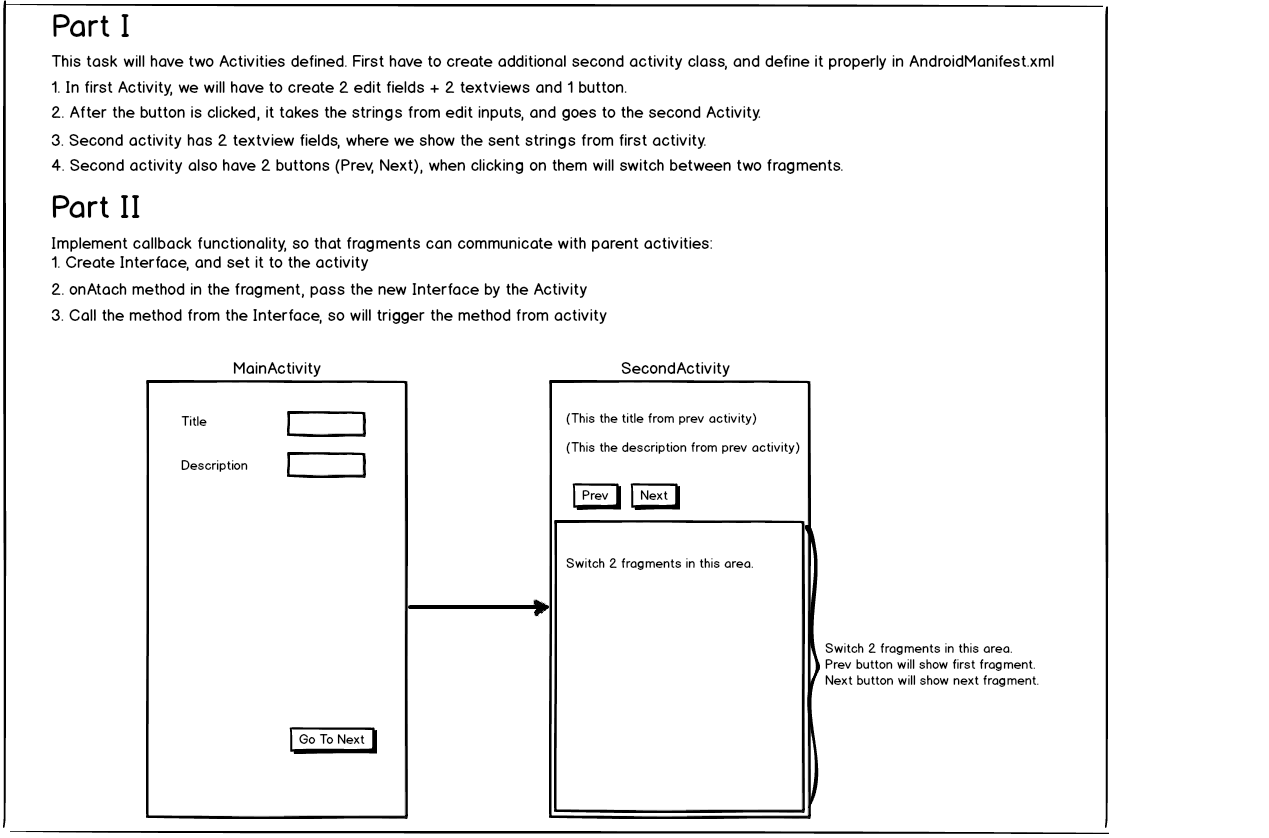 Part I
This task will have two Activities defined. First have to create additional second activity class, and define it properly in AndroidManifest.xml
1. In first Activity, we will have to create 2 edit fields + 2 textviews and 1 button.
2. After the button is clicked, it takes the strings from edit inputs, and goes to the second Activity.
3. Second activity has 2 textview fields, where we show the sent strings from first activity.
4. Second activity also have 2 buttons (Prev, Next), when clicking on them will switch between two fragments.
Part II
Implement callback functionality, so that fragments can communicate with parent activities:
1. Create Interface, and set it to the activity
2. onAtach method in the fragment, pass the new Interface by the Activity
3. Call the method from the Interface, so will trigger the method from activity
MainActivity
Title
Description
Go To Next
SecondActivity
(This the title from prev activity)
(This the description from prev activity)
Prev
Next
Switch 2 fragments in this area.
Switch 2 fragments in this area.
Prev button will show first fragment.
Next button will show next fragment.